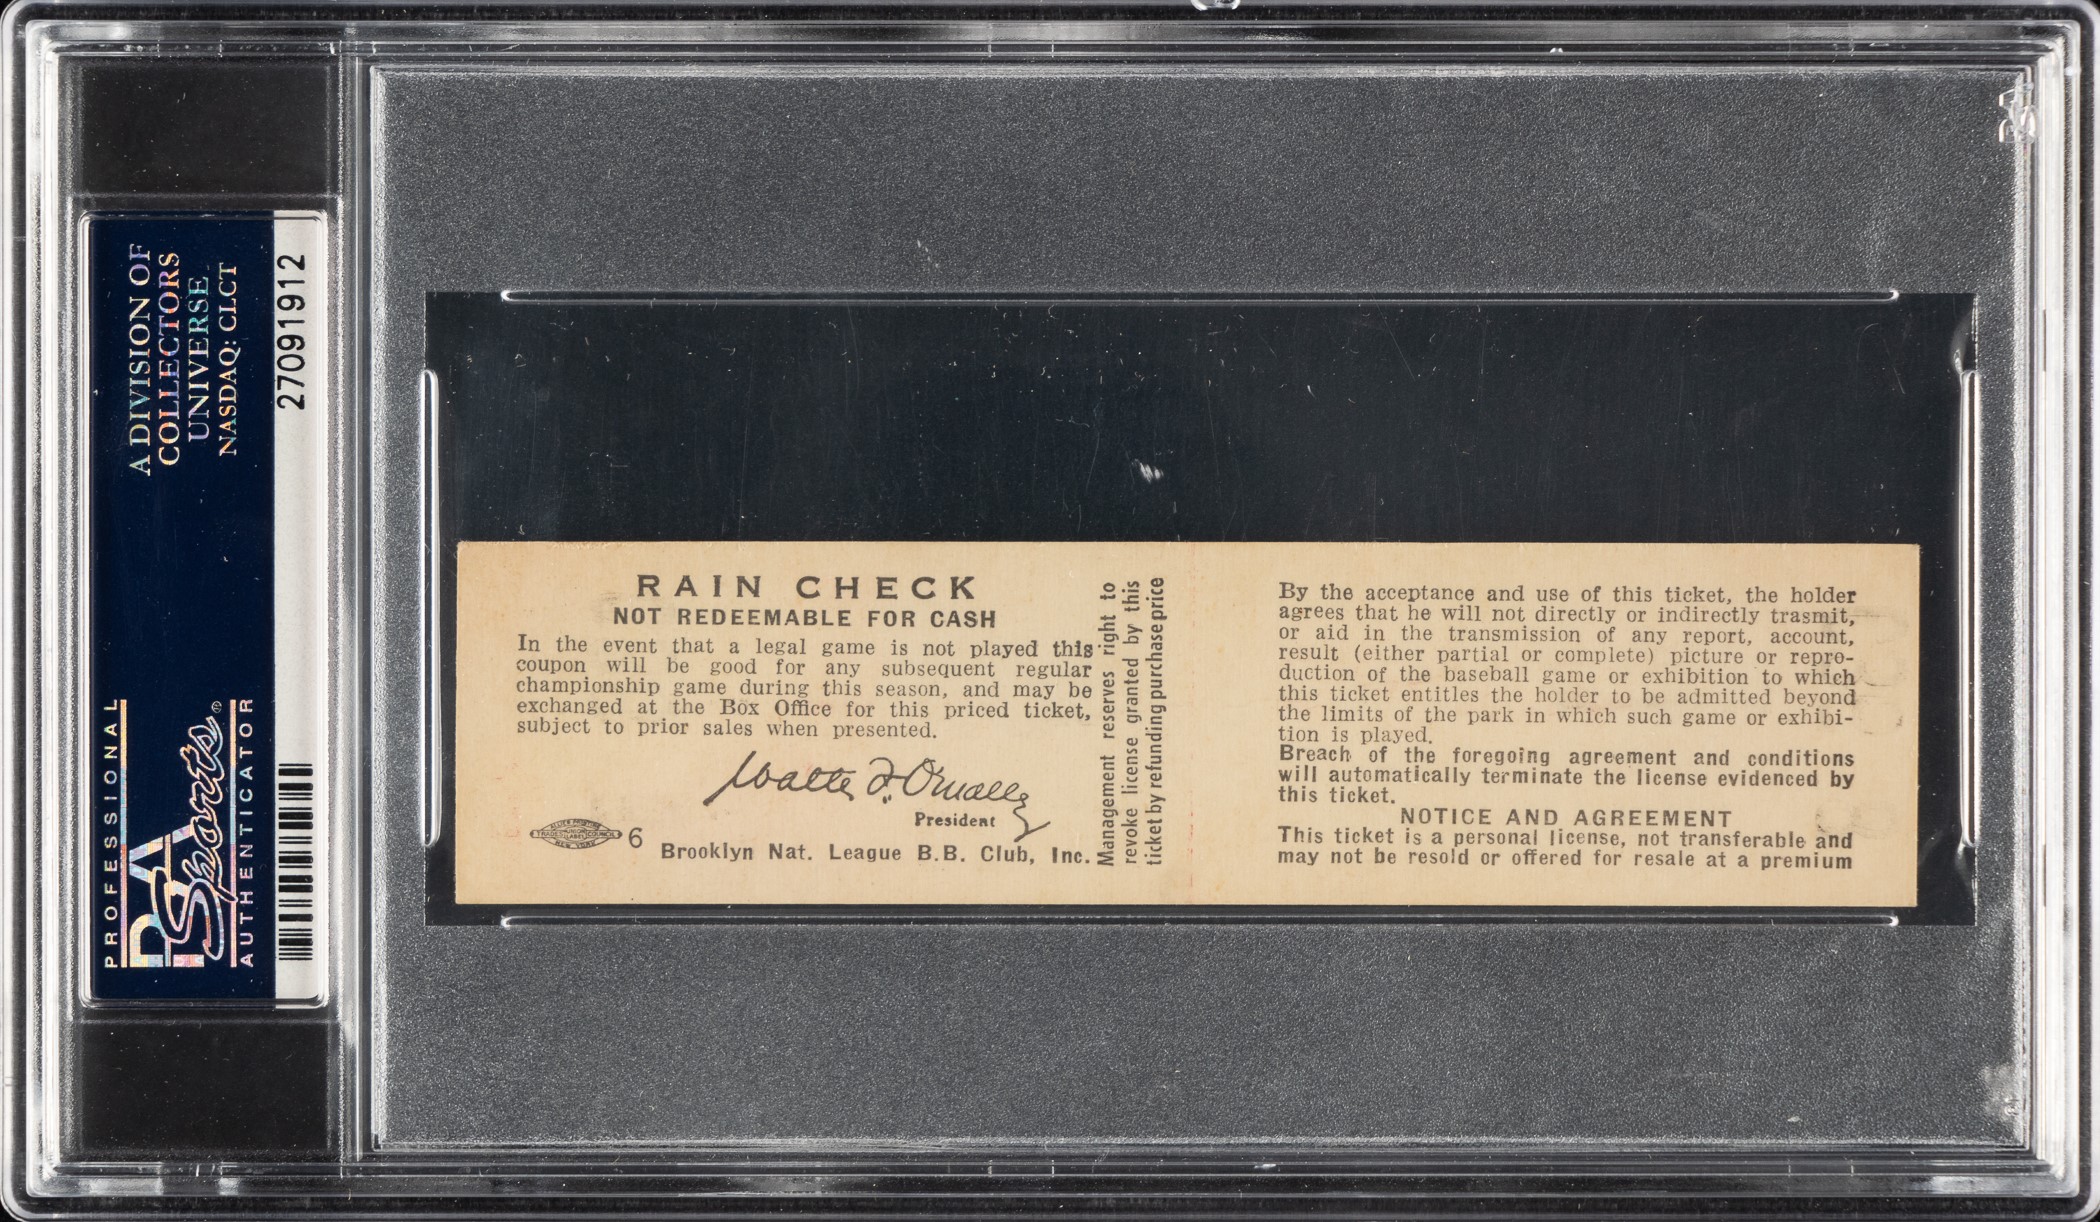 A DIVISION OF
COLLECTORS
UNIVERSE
NASDAQ: CLCT
27091912
PROFESSIONAL
PSA
Sports®
AUTHENTICATOR
RAIN CHECK
NOT REDEEMABLE FOR CASH
In the event that a legal game is not played this
coupon will be good for any subsequent regular
championship game during this season, and may be
exchanged at the Box Office for this priced ticket,
subject to prior sales when presented.
Walter F. O'Malley
President
ALLIED PRINTING
TRADES UNION LABEL COUNCIL
NEW YORK
6
Brooklyn Nat. League B.B. Club, Inc.
Management reserves right to
revoke license granted by this
ticket by refunding purchase price
By the acceptance and use of this ticket, the holder
agrees that he will not directly or indirectly trasmit,
or aid in the transmission of any report, account,
result (either partial or complete) picture or repro-
duction of the baseball game or exhibition to which
this ticket entitles the holder to be admitted beyond
the limits of the park in which such game or exhibi-
tion is played.
Breach of the foregoing agreement and conditions
will automatically terminate the license evidenced by
this ticket.
NOTICE AND AGREEMENT
This ticket is a personal license, not transferable and
may not be resold or offered for resale at a premium